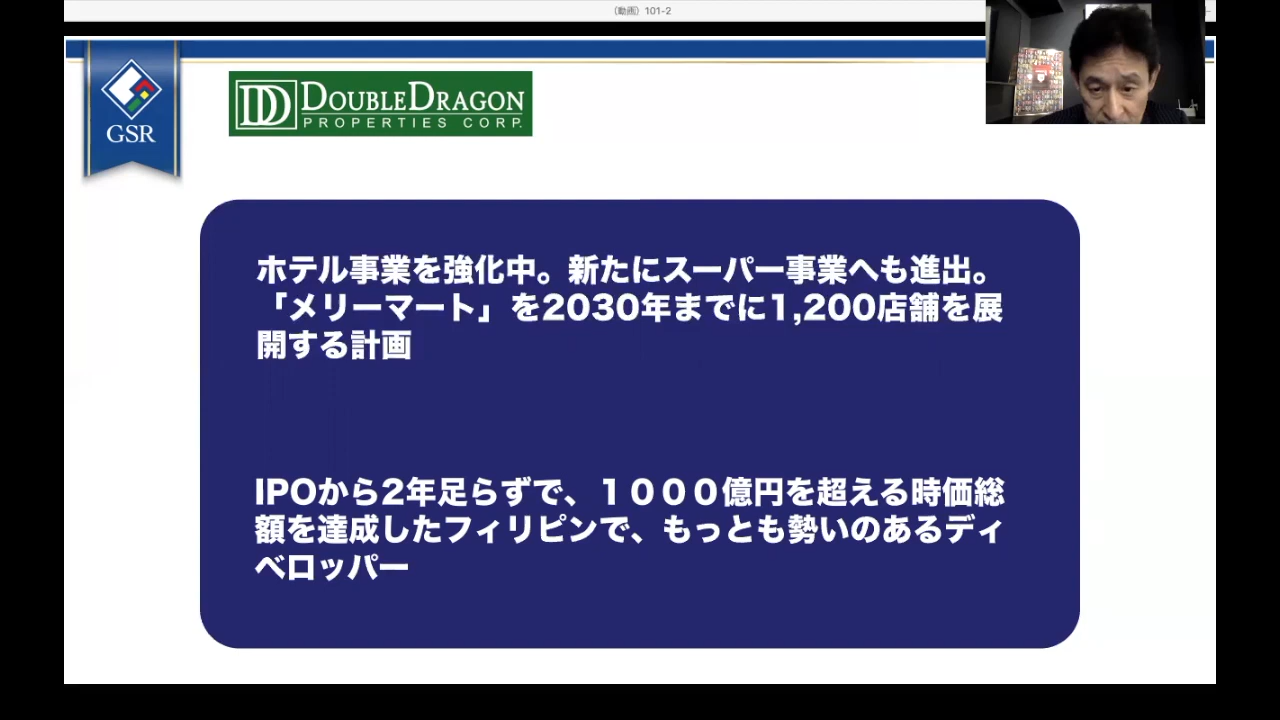 （動画）101-2
GSR
DD DOUBLEDRAGON
PROPERTIES CORP.
ホテル事業を強化中。新たにスーパー事業へも進出。
「メリーマート」を2030年までに1,200店舗を展
開する計画
IPOから2年足らずで、１０００億円を超える時価総
額を達成したフィリピンで、もっとも勢いのあるディ
ベロッパー